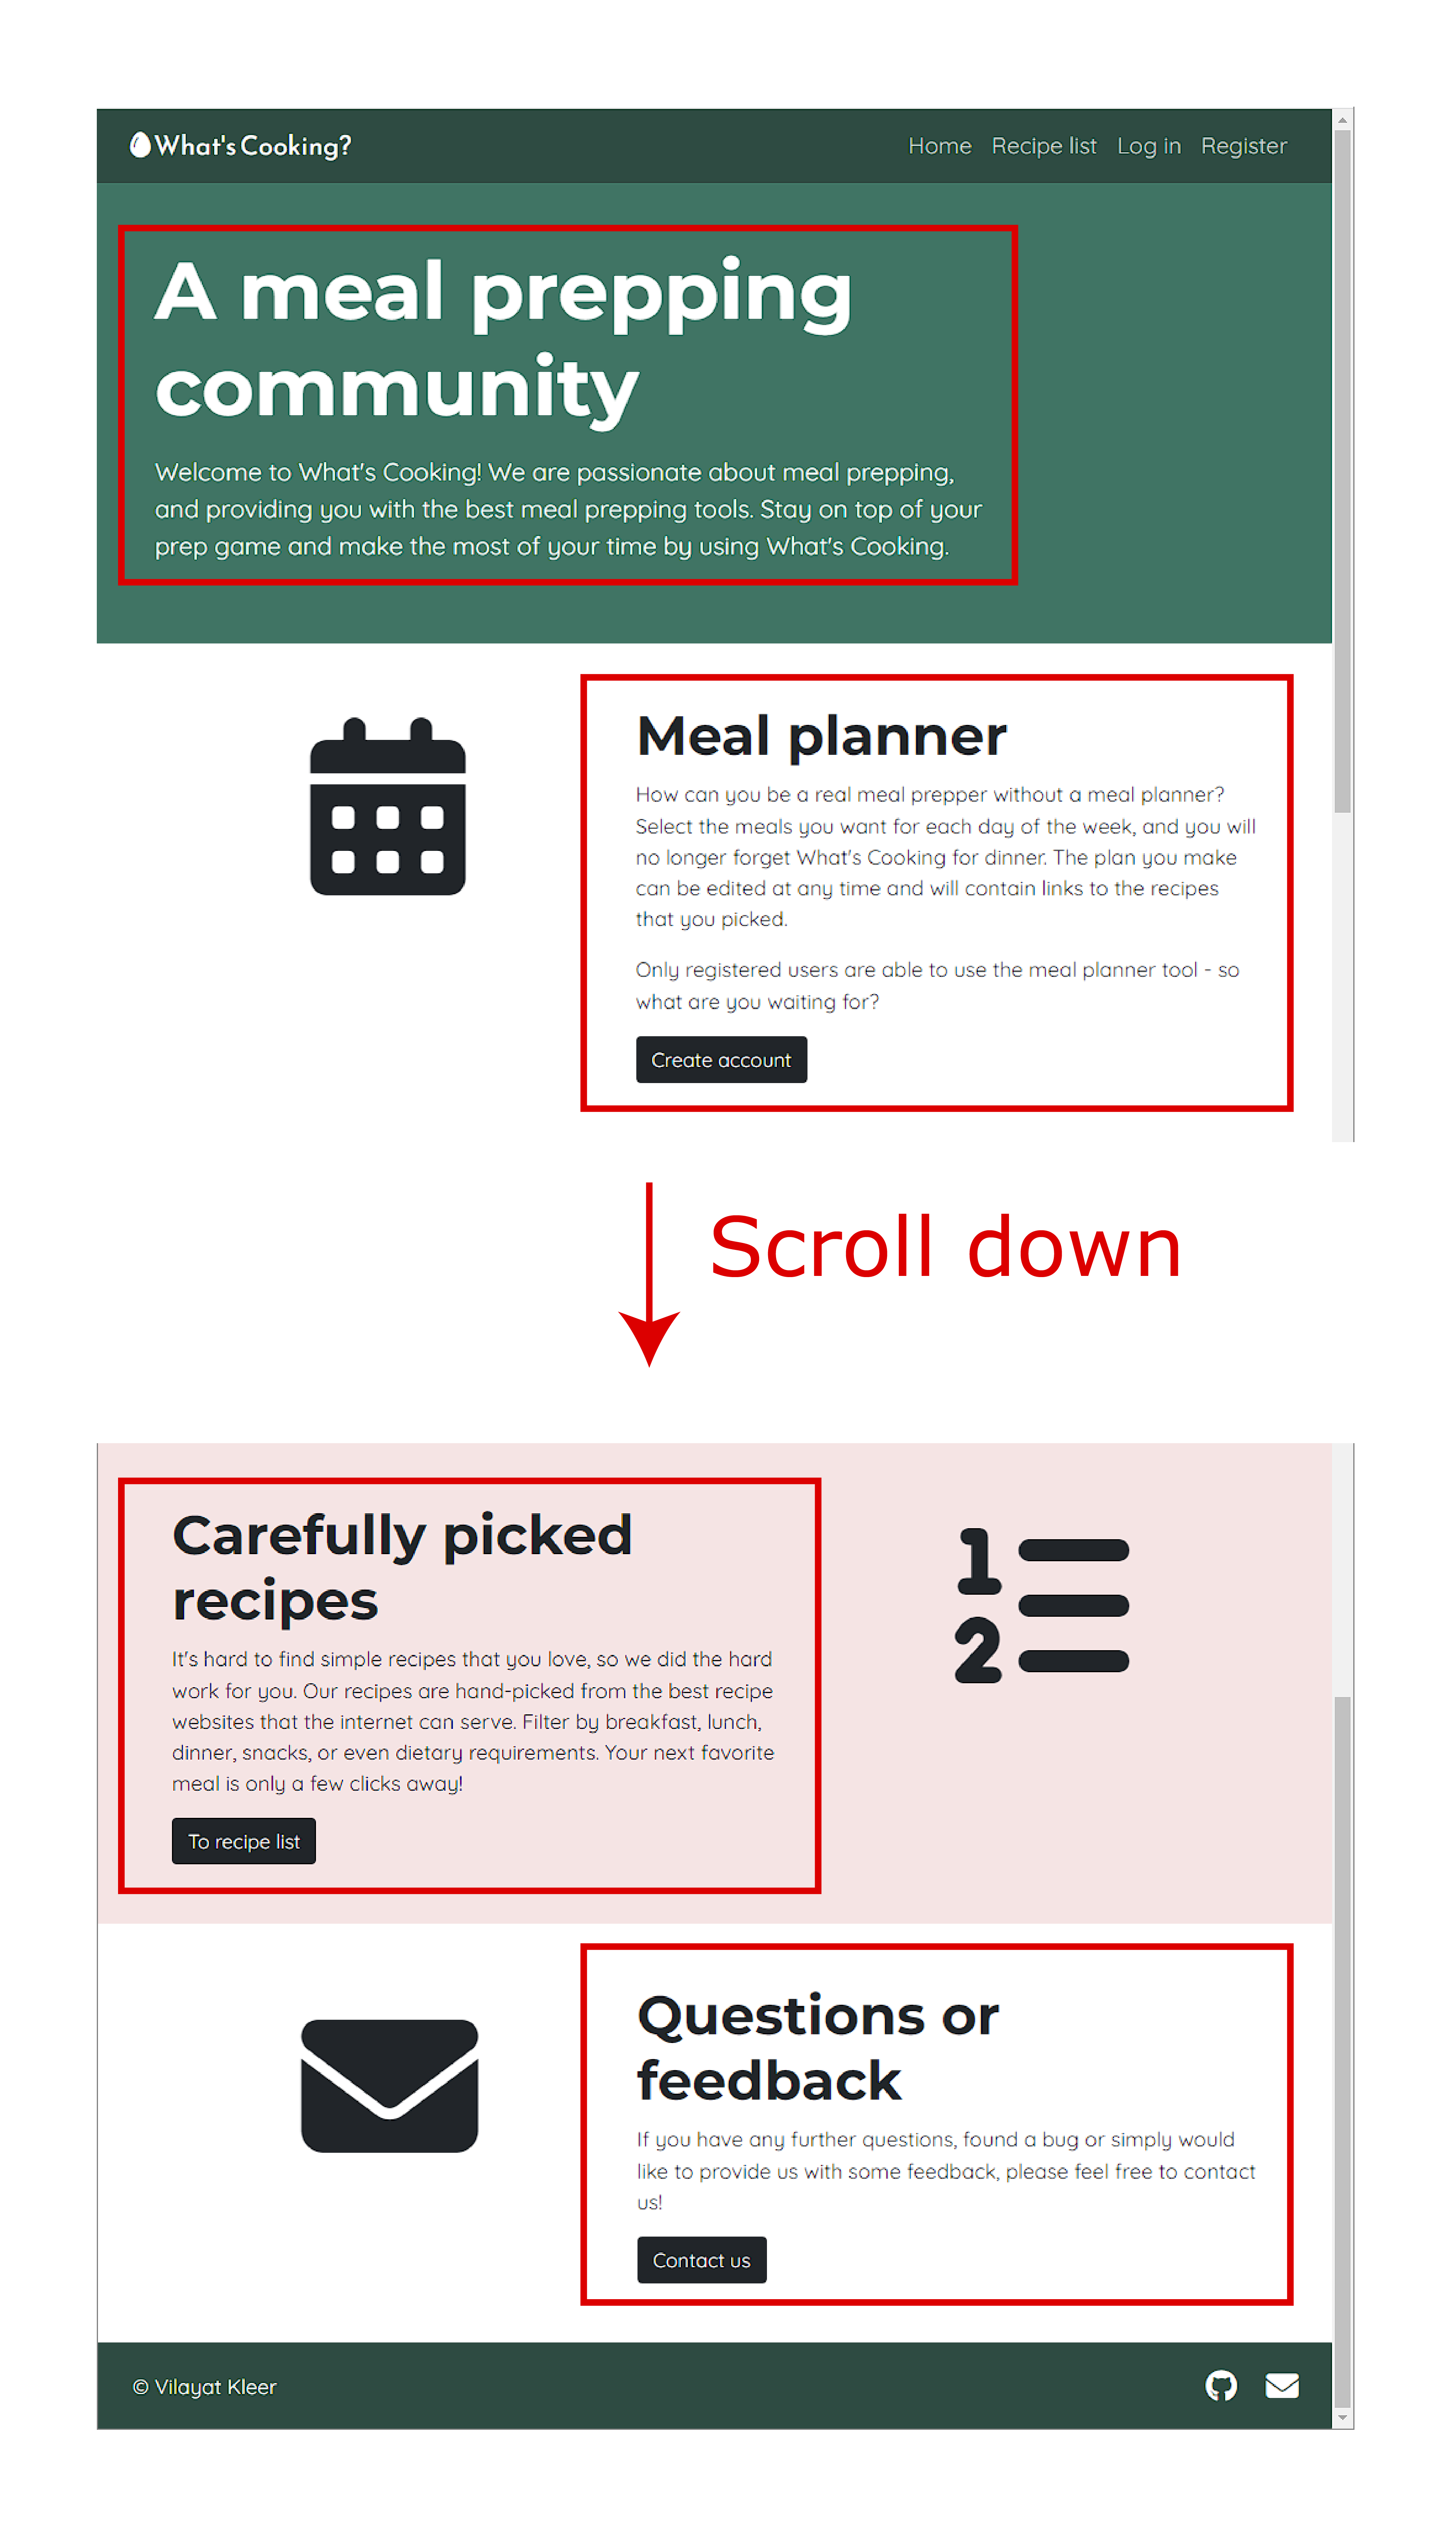 What's Cooking?
Home Recipe list Log in Register
A meal prepping
community
Welcome to What's Cooking! We are passionate about meal prepping,
and providing you with the best meal prepping tools. Stay on top of your
prep game and make the most of your time by using What's Cooking.
Meal planner
How can you be a real meal prepper without a meal planner?
Select the meals you want for each day of the week, and you will
no longer forget What's Cooking for dinner. The plan you make
can be edited at any time and will contain links to the recipes
that you picked.
Only registered users are able to use the meal planner tool - so
what are you waiting for?
Create account
Scroll down
Carefully picked
recipes
It's hard to find simple recipes that you love, so we did the hard
work for you. Our recipes are hand-picked from the best recipe
websites that the internet can serve. Filter by breakfast, lunch,
dinner, snacks, or even dietary requirements. Your next favorite
meal is only a few clicks away!
To recipe list
1
2
Questions or
feedback
If you have any further questions, found a bug or simply would
like to provide us with some feedback, please feel free to contact
us!
Contact us
© Vilayat Kleer